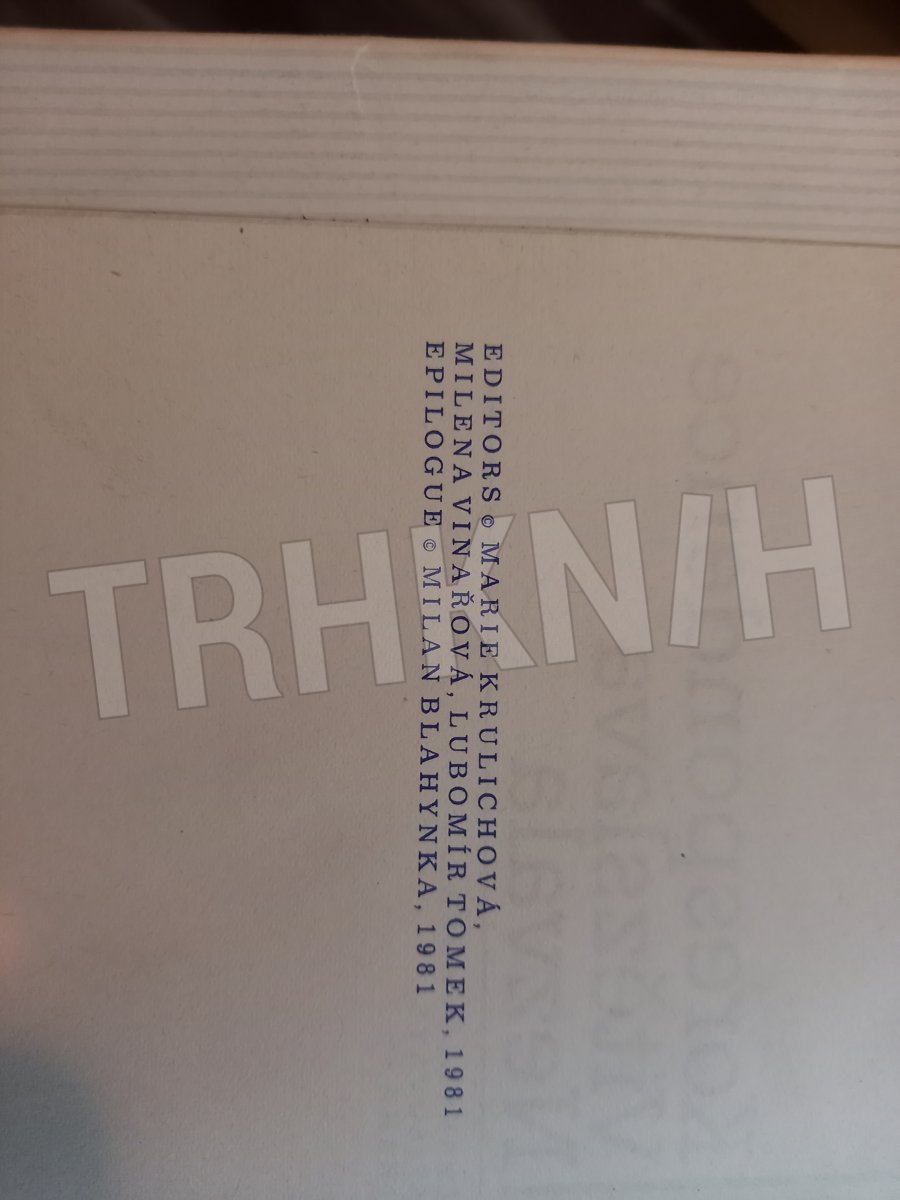 EDITORS © MARIE KRULICHOVÁ,
MILENA VINAŘOVÁ, LUBOMÍR TOMEK, 1981
EPILOGUE © MILAN BLAHYNKA, 1981
TRHKNIH